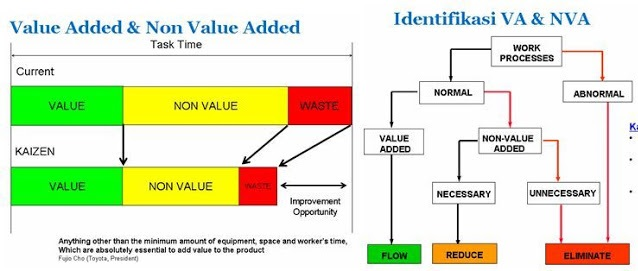 Value Added & Non Value Added
Task Time
Current
VALUE
NON VALUE
WASTE
KAIZEN
VALUE
NON VALUE
WASTE
Improvement
Opportunity
Anything other than the minimum amount of equipment, space and worker's time,
Which are absolutely essential to add value to the product
Fujio Cho (Toyota, President)
Identifikasi VA & NVA
WORK
PROCESSES
NORMAL
ABNORMAL
VALUE
ADDED
NON-VALUE
ADDED
NECESSARY
UNNECESSARY
FLOW
REDUCE
ELIMINATE